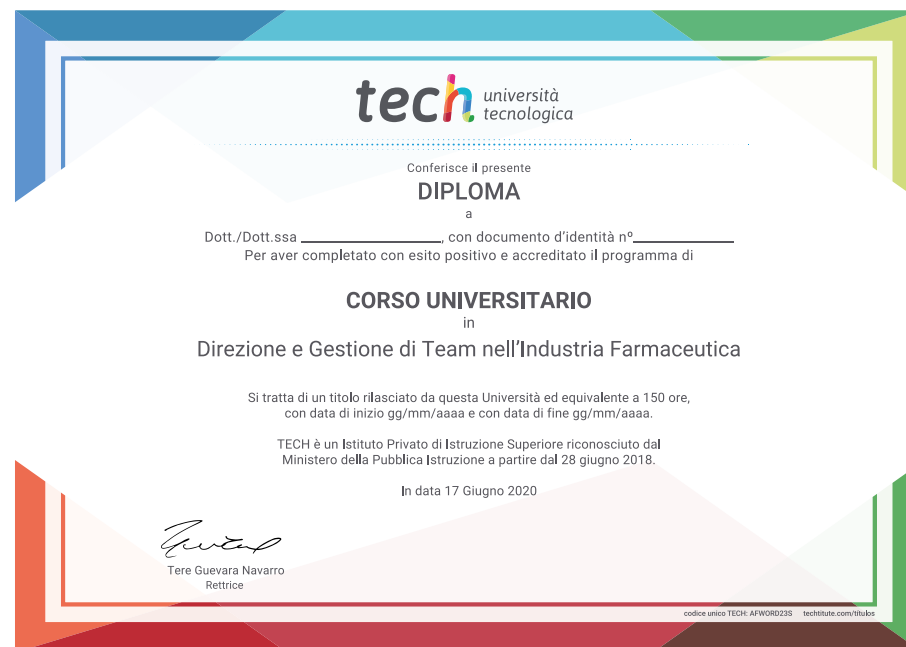 tech università
tecnologica
Conferisce il presente
DIPLOMA
a
Dott./Dott.ssa ____________________, con documento d'identità nº______________
Per aver completato con esito positivo e accreditato il programma di
CORSO UNIVERSITARIO
in
Direzione e Gestione di Team nell'Industria Farmaceutica
Si tratta di un titolo rilasciato da questa Università ed equivalente a 150 ore,
con data di inizio gg/mm/aaaa e con data di fine gg/mm/aaaa.
TECH è un Istituto Privato di Istruzione Superiore riconosciuto dal
Ministero della Pubblica Istruzione a partire dal 28 giugno 2018.
In data 17 Giugno 2020
Tere Guevara Navarro
Rettrice
codice unico TECH: AFWORD23S techtitute.com/títulos